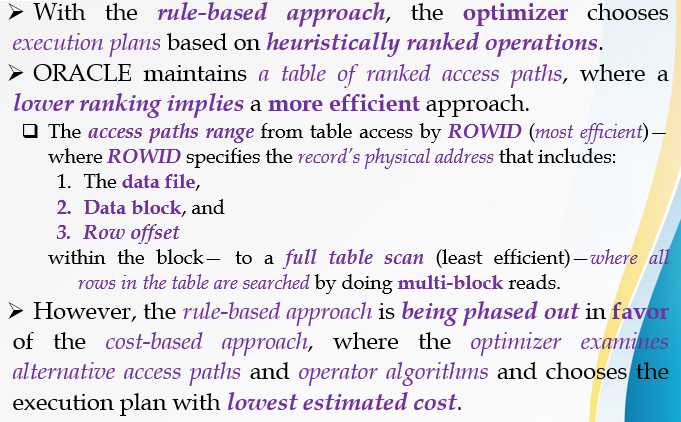 ➢ With the rule-based approach, the optimizer chooses
execution plans based on heuristically ranked operations.
➢ ORACLE maintains a table of ranked access paths, where a
lower ranking implies a more efficient approach.
❑ The access paths range from table access by ROWID (most efficient)—
where ROWID specifies the record's physical address that includes:
1. The data file,
2. Data block, and
3. Row offset
within the block— to a full table scan (least efficient)—where all
rows in the table are searched by doing multi-block reads.
➢ However, the rule-based approach is being phased out in favor
of the cost-based approach, where the optimizer examines
alternative access paths and operator algorithms and chooses the
execution plan with lowest estimated cost.